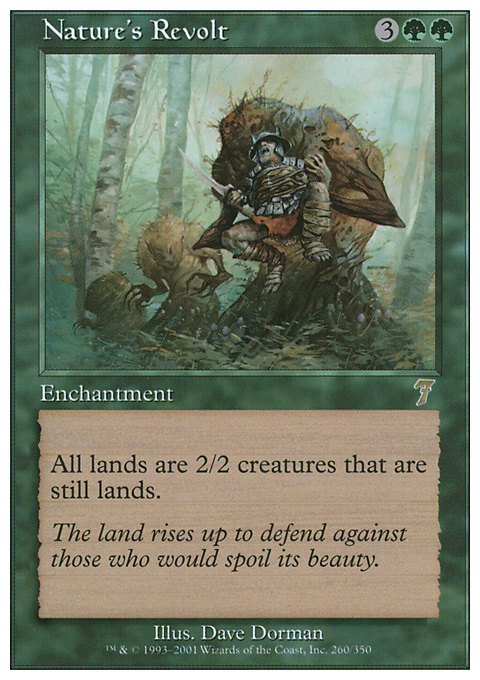 Nature's Revolt 3
Enchantment 7
All lands are 2/2 creatures that are
still lands.
The land rises up to defend against
those who would spoil its beauty.
Illus. Dave Dorman
™ & © 1993–2001 Wizards of the Coast, Inc. 260/350